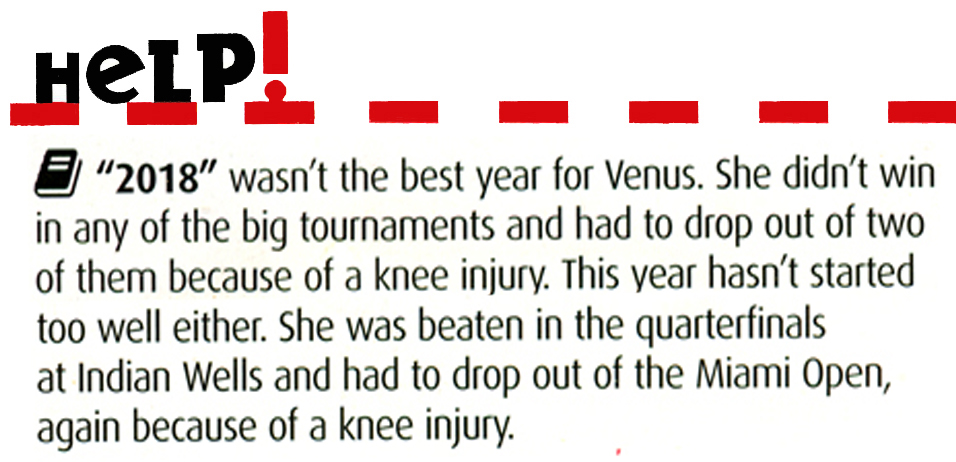 HeLP!
“2018” wasn’t the best year for Venus. She didn’t win
in any of the big tournaments and had to drop out of two
of them because of a knee injury. This year hasn’t started
too well either. She was beaten in the quarterfinals
at Indian Wells and had to drop out of the Miami Open,
again because of a knee injury.